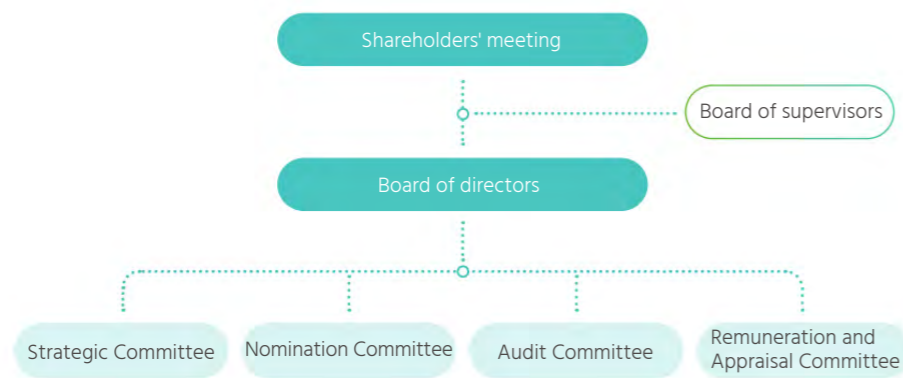 Shareholders' meeting
Board of supervisors
Board of directors
Strategic Committee
Nomination Committee
Audit Committee
Remuneration and
Appraisal Committee